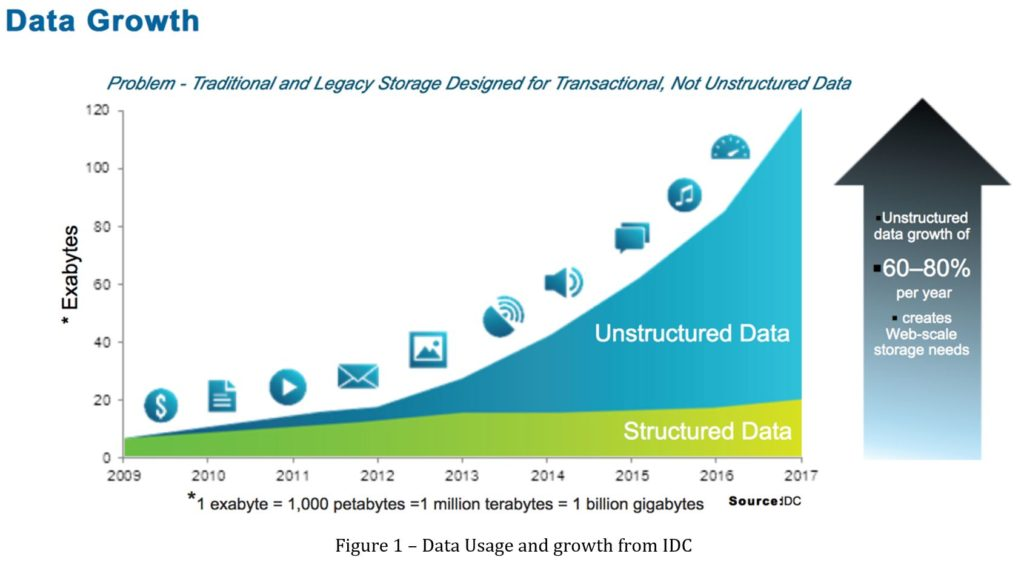 Data Growth
Problem - Traditional and Legacy Storage Designed for Transactional, Not Unstructured Data
120
100
80
60
40
20
0
* Exabytes
$
Unstructured Data
Structured Data
2009 2010 2011 2012 2013 2014 2015 2016 2017
*1 exabyte = 1,000 petabytes =1 million terabytes = 1 billion gigabytes
Source:IDC
▪Unstructured
data growth of
▪60–80%
per year
▪ creates
Web-scale
storage needs
Figure 1 – Data Usage and growth from IDC